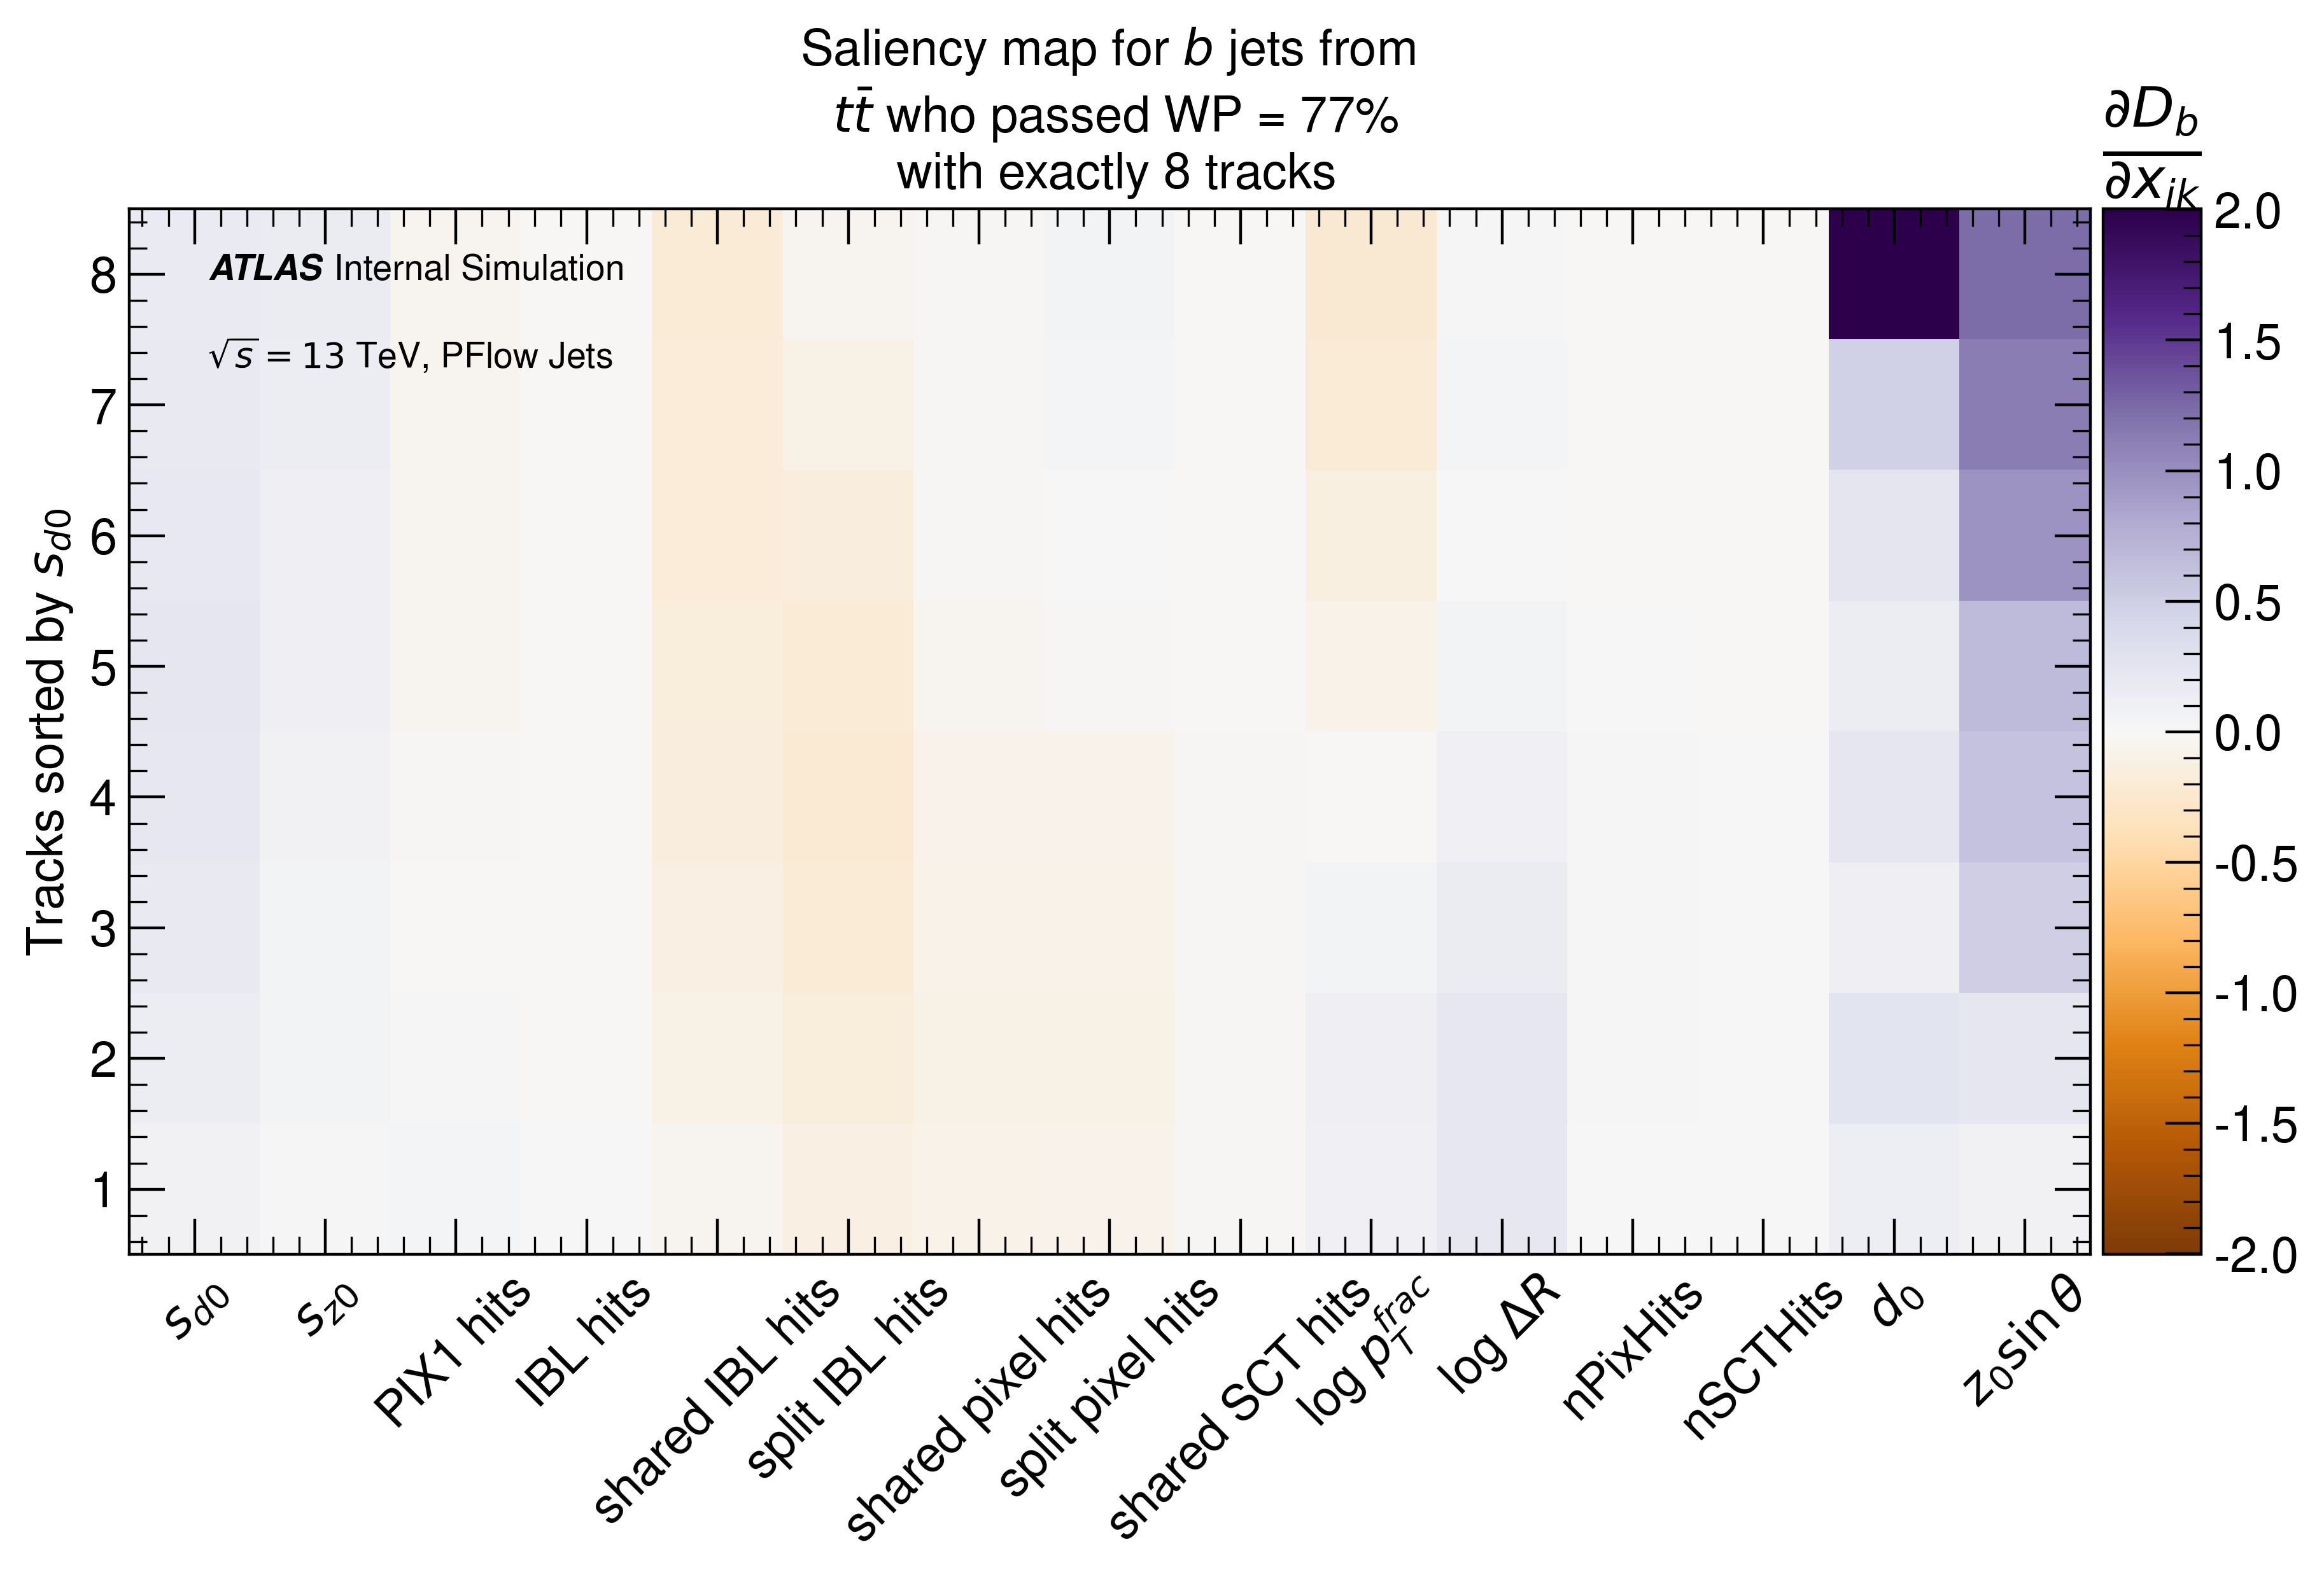 Saliency map for b jets from
tt̄ who passed WP = 77%
with exactly 8 tracks
∂D_b
∂x_ik
ATLAS Internal Simulation
√s = 13 TeV, PFlow Jets
Tracks sorted by s_d0
8
7
6
5
4
3
2
1
2.0
1.5
1.0
0.5
0.0
-0.5
-1.0
-1.5
-2.0
s_d0
s_z0
PIX1 hits
IBL hits
shared IBL hits
split IBL hits
shared pixel hits
split pixel hits
shared SCT hits
log p_T^frac
log ΔR
nPixHits
nSCTHits
d_0
z_0 sin θ